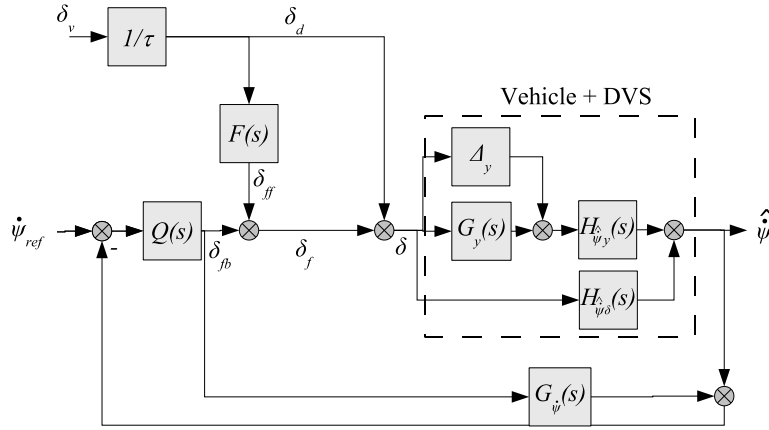 δ_v
1/τ
δ_d
Vehicle + DVS
F(s)
Δ_y
δ_ff
ψ̇_ref
Q(s)
G_y(s)
H_ψ̇̂y(s)
ψ̇̂
-
δ_fb
δ_f
δ
H_ψ̇̂δ(s)
G_ψ̇(s)